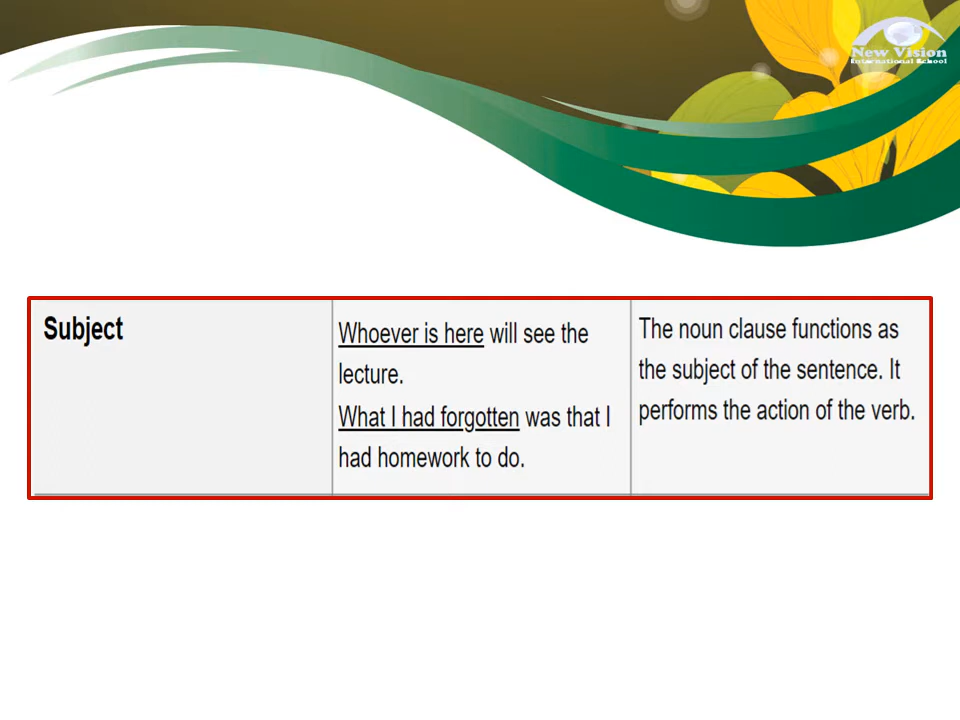 New Vision
International School
Subject
Whoever is here will see the
lecture.
What I had forgotten was that I
had homework to do.
The noun clause functions as
the subject of the sentence. It
performs the action of the verb.